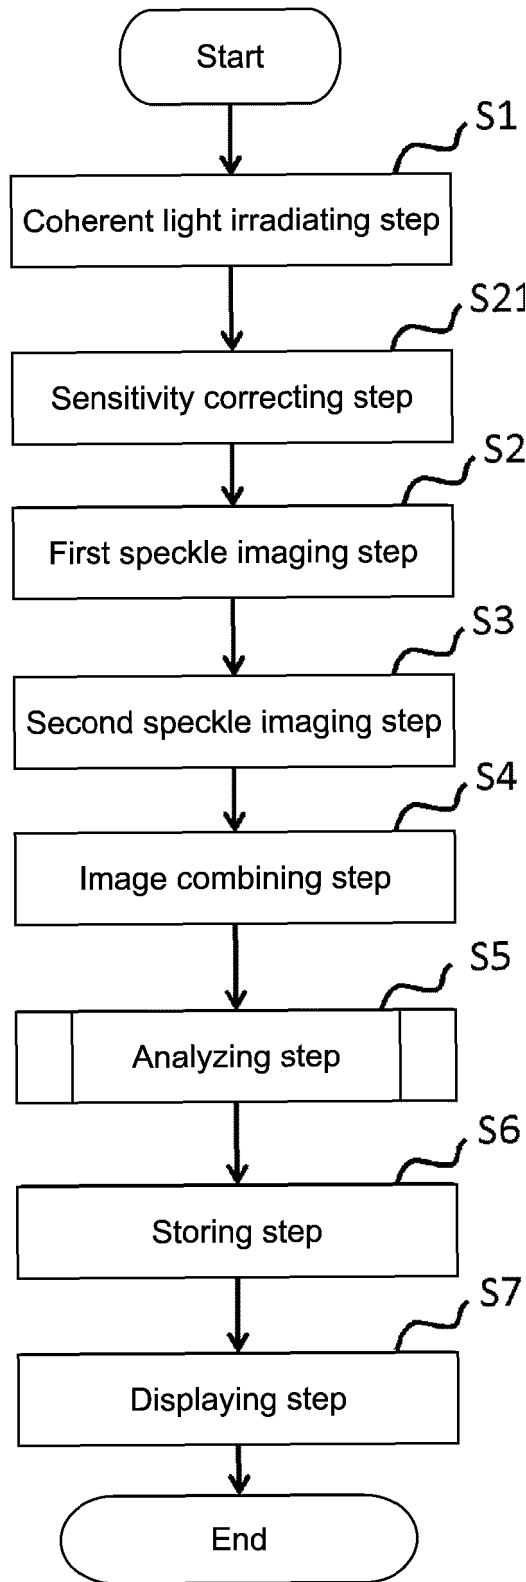 Start
S1
Coherent light irradiating step
S21
Sensitivity correcting step
S2
First speckle imaging step
S3
Second speckle imaging step
S4
Image combining step
S5
Analyzing step
S6
Storing step
S7
Displaying step
End